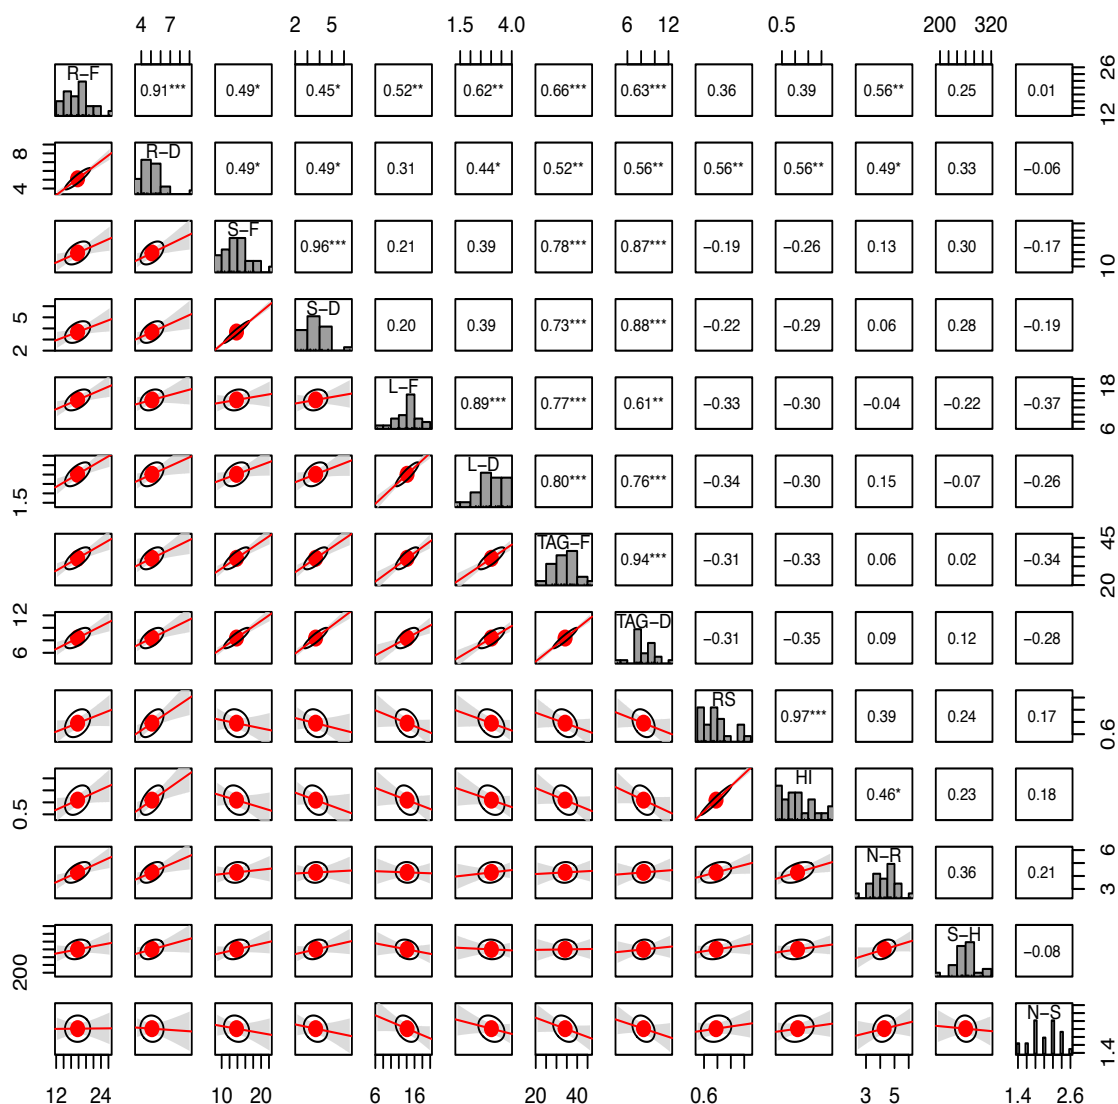 4 7 2 5 1.5 4.0 6 12 0.5 200 320
R−F 0.91*** 0.49* 0.45* 0.52** 0.62** 0.66*** 0.63*** 0.36 0.39 0.56** 0.25 0.01 12 26
4 8 R−D 0.49* 0.49* 0.31 0.44* 0.52** 0.56** 0.56** 0.56** 0.49* 0.33 −0.06
S−F 0.96*** 0.21 0.39 0.78*** 0.87*** −0.19 −0.26 0.13 0.30 −0.17 10
2 5 S−D 0.20 0.39 0.73*** 0.88*** −0.22 −0.29 0.06 0.28 −0.19
L−F 0.89*** 0.77*** 0.61** −0.33 −0.30 −0.04 −0.22 −0.37 6 18
1.5 L−D 0.80*** 0.76*** −0.34 −0.30 0.15 −0.07 −0.26
TAG−F 0.94*** −0.31 −0.33 0.06 0.02 −0.34 20 45
6 12 TAG−D −0.31 −0.35 0.09 0.12 −0.28
RS 0.97*** 0.39 0.24 0.17 0.6
0.5 HI 0.46* 0.23 0.18
N−R 0.36 0.21 3 6
200 S−H −0.08
N−S 1.4
12 24 10 20 6 16 20 40 0.6 3 5 1.4 2.6